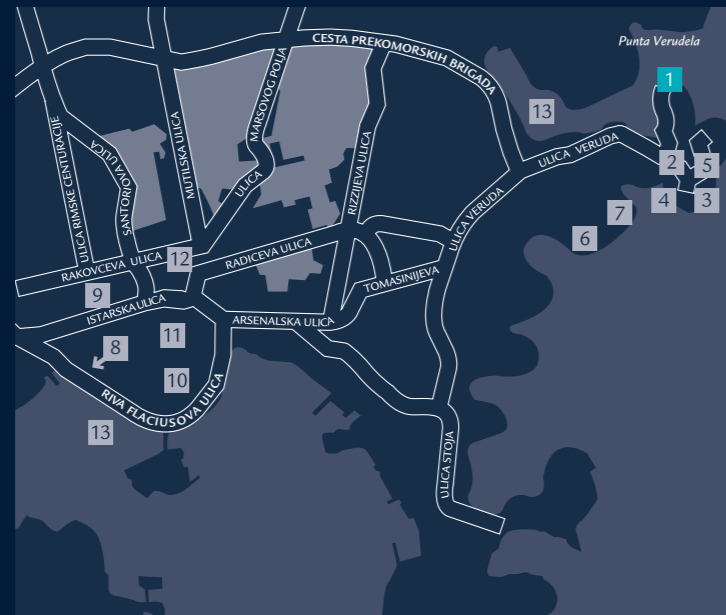 Punta Verudela
CESTA PREKOMORSKIH BRIGADA
1
13
ULICA VERUDA
2
5
4
3
7
6
ULICA VERUDA
ULICA RIMSKE CENTURACIJE
SANTORIOVA ULICA
MUTILSKA ULICA
ULICA
MARSOVOG POLJA
RIZZIJEVA ULICA
RAKOVCEVA ULICA
12
RADICEVA ULICA
TOMASINIJEVA
9
ISTARSKA ULICA
ARSENALSKA ULICA
11
8
10
RIVA FLACIUSOVA ULICA
13
ULICA STOJA